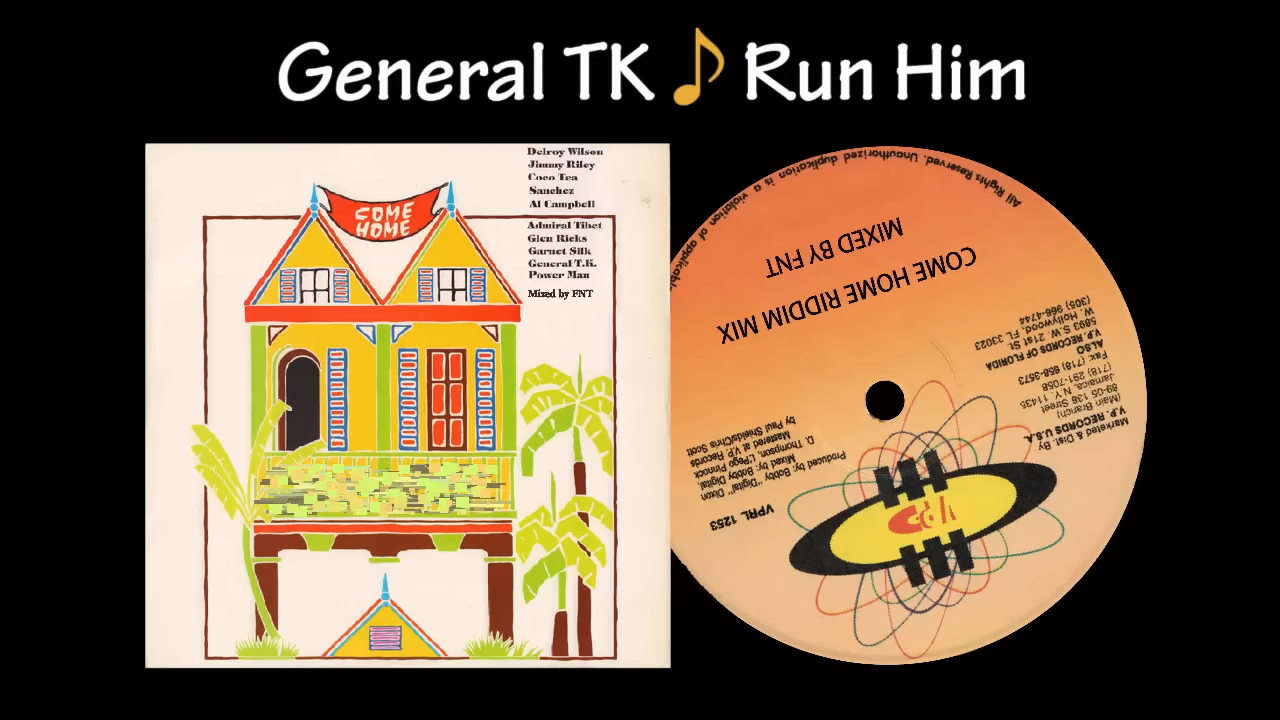 General TK Run Him
Delroy Wilson
Jimmy Riley
Coco Tea
Sanchez
Al Campbell
Admiral Tibet
Glen Ricks
Garnet Silk
General T.K.
Power Man
Mixed by FNT
COME
HOME
All Rights Reserved. Unauthorized duplication is a violation of applicable
COME HOME RIDDIM MIX
MIXED BY FNT
Marketed & Dist. By
V.P. RECORDS U.S.A.
(Main Branch)
89-05 138 Street
Jamaica, N.Y. 11435
(718) 291-7058
Fax: (718) 658-3573
ALSO
V.P. RECORDS OF FLORIDA
5893 S.W. 21st St.
W. Hollywood, FL. 33023
(305) 966-4744
VPRL 1253
Produced by: Bobby "Digital" Dixon
Mixed by: Bobby Digital
D. Thompson, L'Pego Pinnock
Mastered at V.P. Records
by Paul Shields/Chris Scott
VP